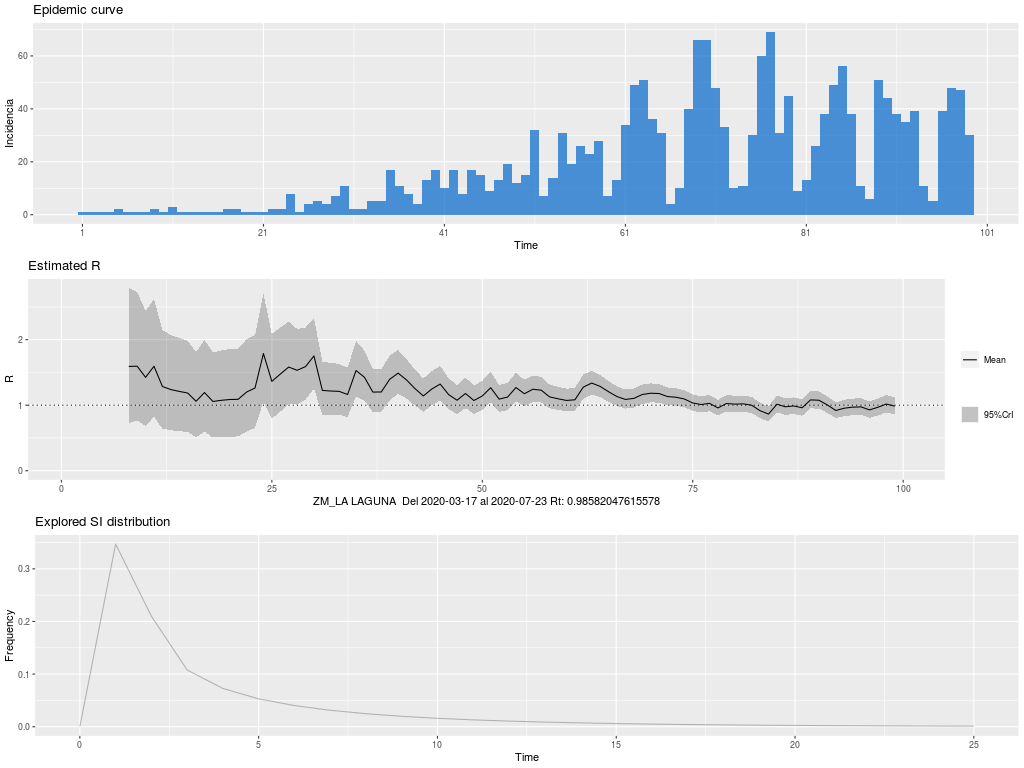 Epidemic curve
60
40
20
0
Incidencia
1 21 41 61 81 101
Time
Estimated R
2
1
0
R
0 25 50 75 100
Mean
95%CrI
ZM_LA LAGUNA Del 2020-03-17 al 2020-07-23 Rt: 0.98582047615578
Explored SI distribution
0.3
0.2
0.1
0.0
Frequency
0 5 10 15 20 25
Time